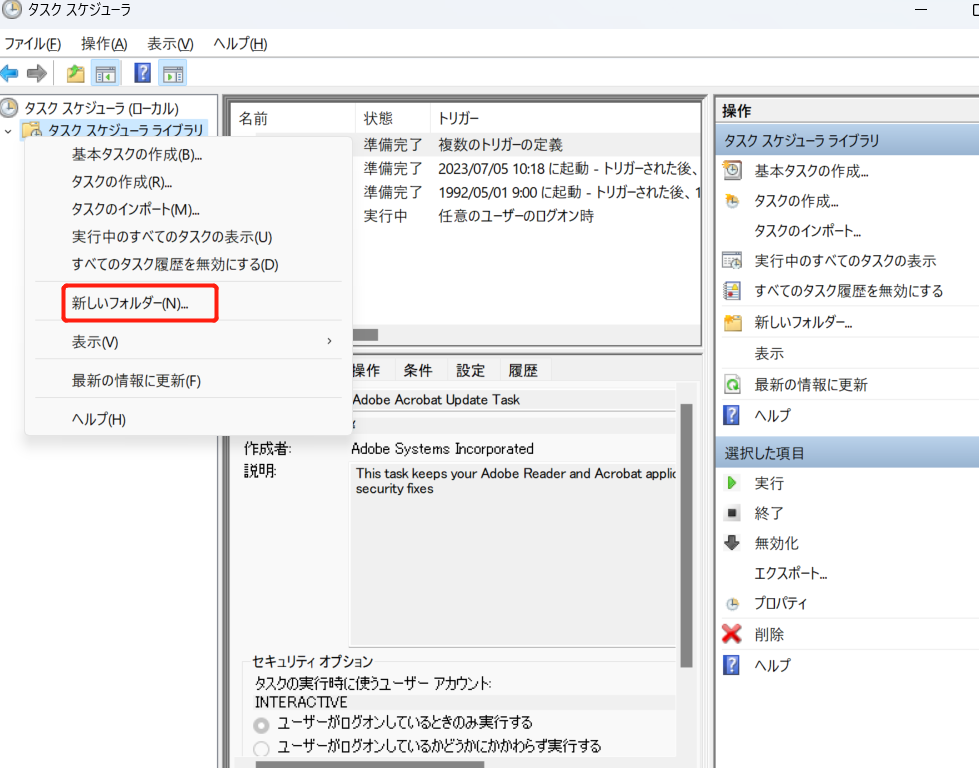 タスク スケジューラ
ファイル(F) 操作(A) 表示(V) ヘルプ(H)
タスク スケジューラ (ローカル)
タスク スケジューラ ライブラリ
基本タスクの作成(B)...
タスクの作成(R)...
タスクのインポート(M)...
実行中のすべてのタスクの表示(U)
すべてのタスク履歴を無効にする(D)
新しいフォルダー(N)...
表示(V)
最新の情報に更新(F)
ヘルプ(H)
名前 状態 トリガー
準備完了 複数のトリガーの定義
準備完了 2023/07/05 10:18 に起動 - トリガーされた後、
準備完了 1992/05/01 9:00 に起動 - トリガーされた後、1
実行中 任意のユーザーのログオン時
操作 条件 設定 履歴
Adobe Acrobat Update Task
作成者: Adobe Systems Incorporated
説明: This task keeps your Adobe Reader and Acrobat applic
security fixes
セキュリティ オプション
タスクの実行時に使うユーザー アカウント:
INTERACTIVE
ユーザーがログオンしているときのみ実行する
ユーザーがログオンしているかどうかにかかわらず実行する
操作
タスク スケジューラ ライブラリ
基本タスクの作成...
タスクの作成...
タスクのインポート...
実行中のすべてのタスクの表示
すべてのタスク履歴を無効にする
新しいフォルダー...
表示
最新の情報に更新
ヘルプ
選択した項目
実行
終了
無効化
エクスポート...
プロパティ
削除
ヘルプ